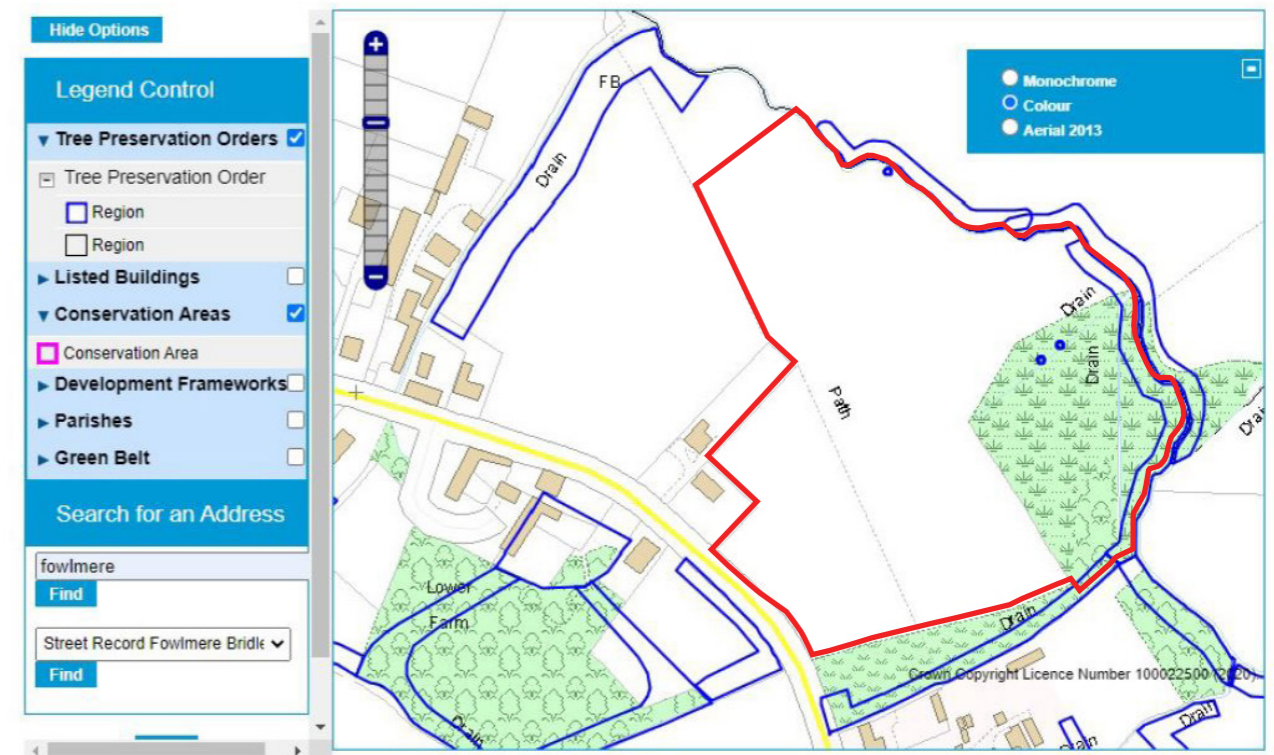 Hide Options
Legend Control
Tree Preservation Orders
Tree Preservation Order
Region
Region
Listed Buildings
Conservation Areas
Conservation Area
Development Frameworks
Parishes
Green Belt
Search for an Address
fowlmere
Find
Street Record Fowlmere Bridle
Find
Monochrome
Colour
Aerial 2013
FB
Drain
Drain
Drain
Path
Drain
Lower
Farm
Drain
Crown Copyright Licence Number 100022500 (2020)
Drain
Drain
Drain